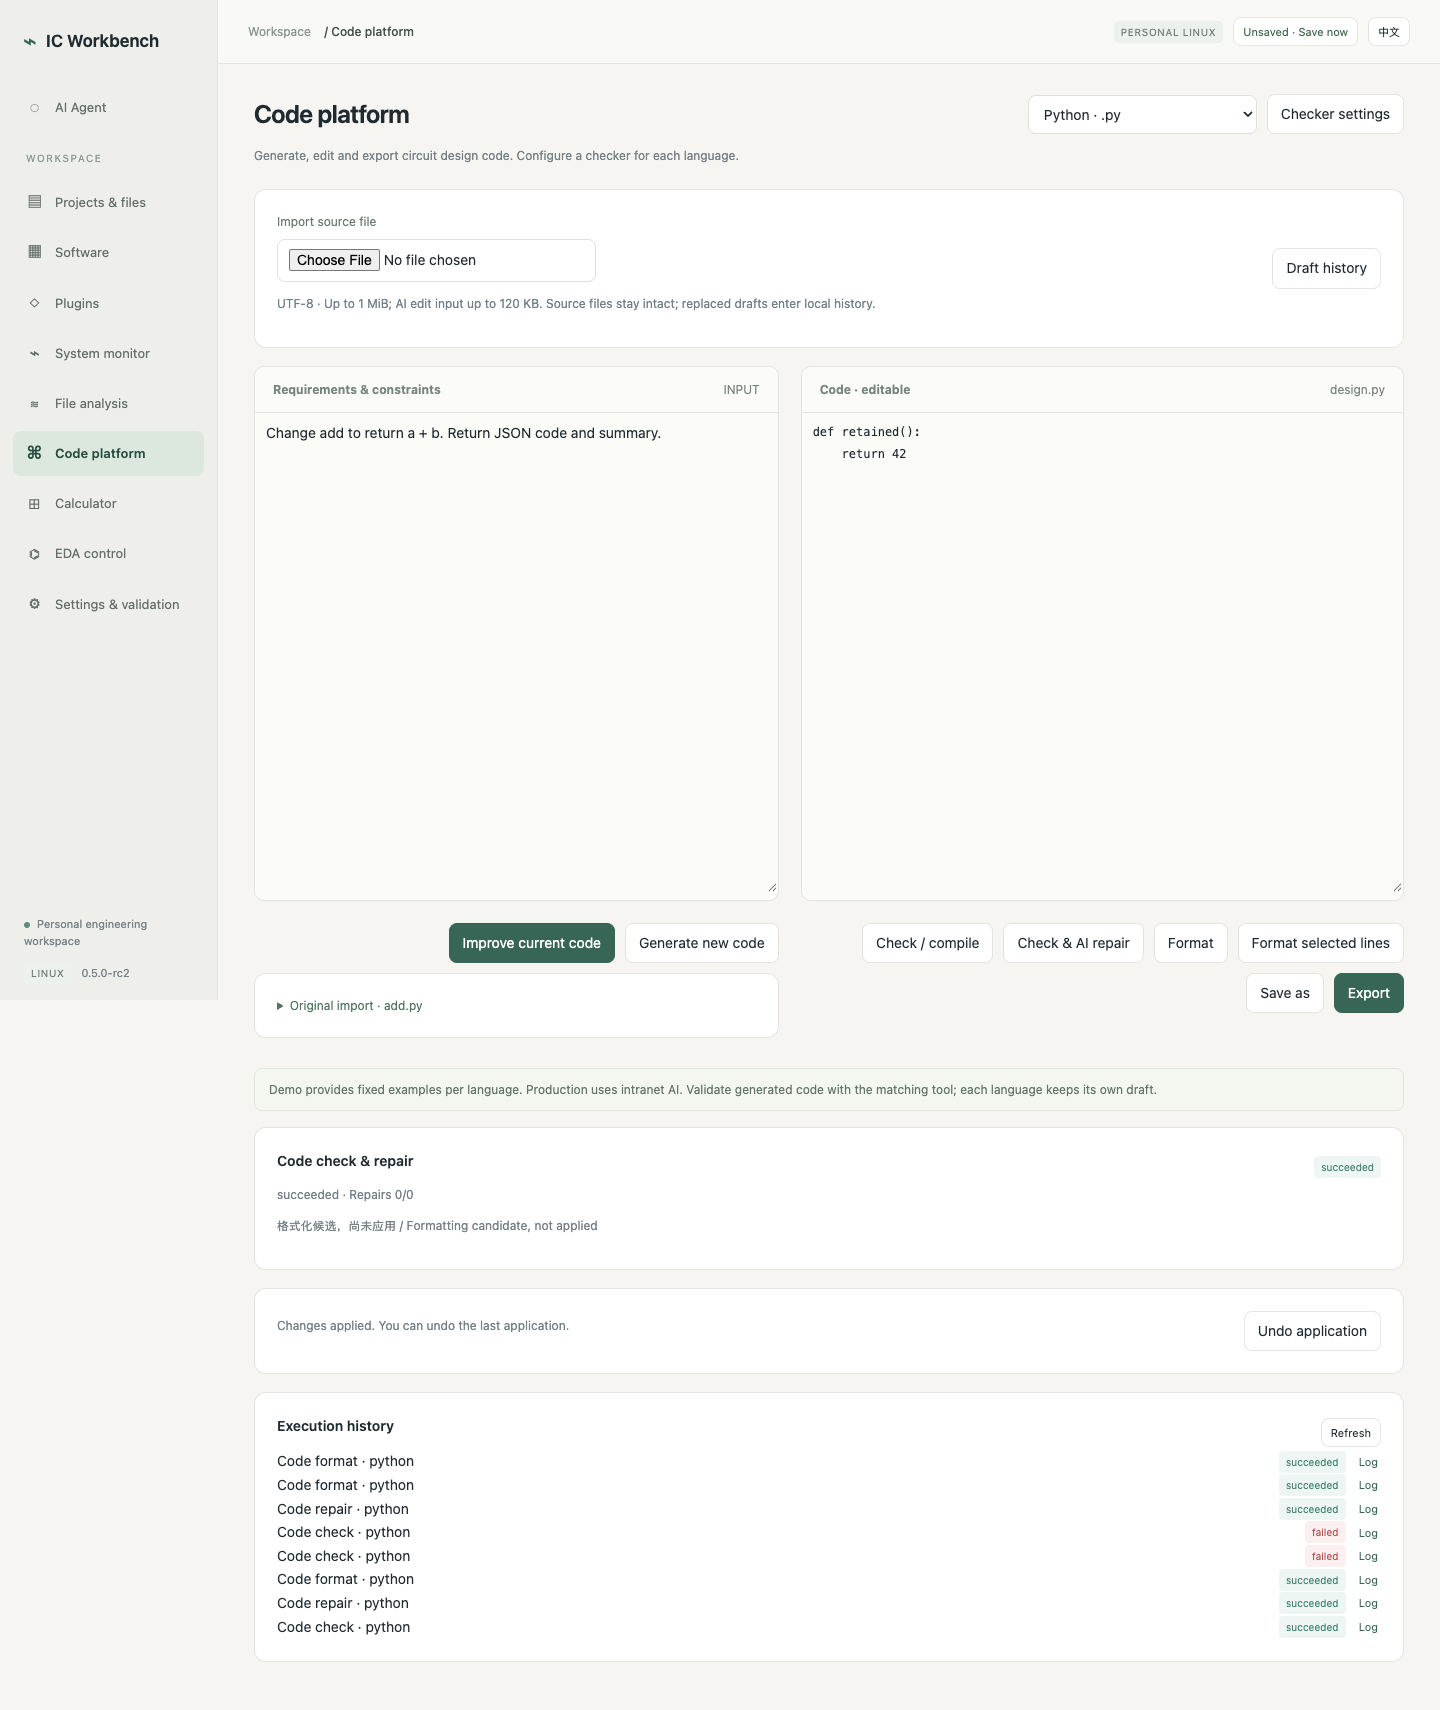 IC Workbench
AI Agent
WORKSPACE
Projects & files
Software
Plugins
System monitor
File analysis
Code platform
Calculator
EDA control
Settings & validation
Personal engineering
workspace
LINUX 0.5.0-rc2
Workspace / Code platform
PERSONAL LINUX
Unsaved · Save now
中文
Code platform
Python · .py
Checker settings
Generate, edit and export circuit design code. Configure a checker for each language.
Import source file
Choose File No file chosen
Draft history
UTF-8 · Up to 1 MiB; AI edit input up to 120 KB. Source files stay intact; replaced drafts enter local history.
Requirements & constraints INPUT
Change add to return a + b. Return JSON code and summary.
Code · editable design.py
def retained():
    return 42
Improve current code
Generate new code
Check / compile
Check & AI repair
Format
Format selected lines
Save as
Export
Original import · add.py
Demo provides fixed examples per language. Production uses intranet AI. Validate generated code with the matching tool; each language keeps its own draft.
Code check & repair
succeeded
succeeded · Repairs 0/0
格式化候选，尚未应用 / Formatting candidate, not applied
Changes applied. You can undo the last application.
Undo application
Execution history
Refresh
Code format · python succeeded Log
Code format · python succeeded Log
Code repair · python succeeded Log
Code check · python failed Log
Code check · python failed Log
Code format · python succeeded Log
Code repair · python succeeded Log
Code check · python succeeded Log